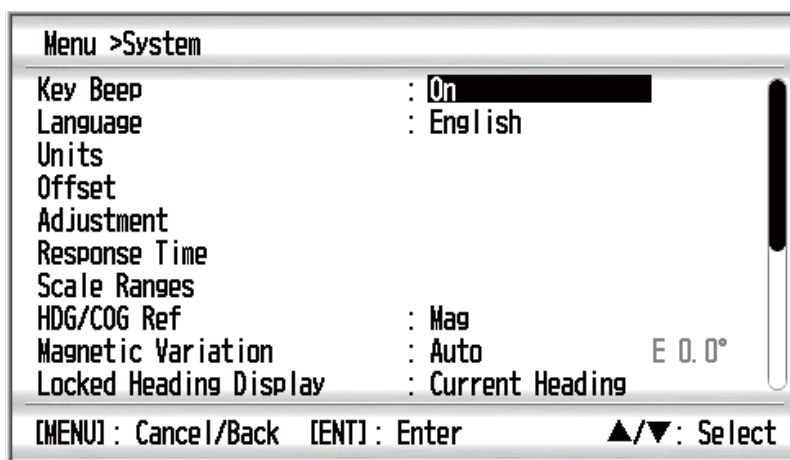 Menu >System
Key Beep : On
Language : English
Units
Offset
Adjustment
Response Time
Scale Ranges
HDG/COG Ref : Mag
Magnetic Variation : Auto E 0.0°
Locked Heading Display : Current Heading
[MENU]: Cancel/Back [ENT]: Enter ▲/▼: Select